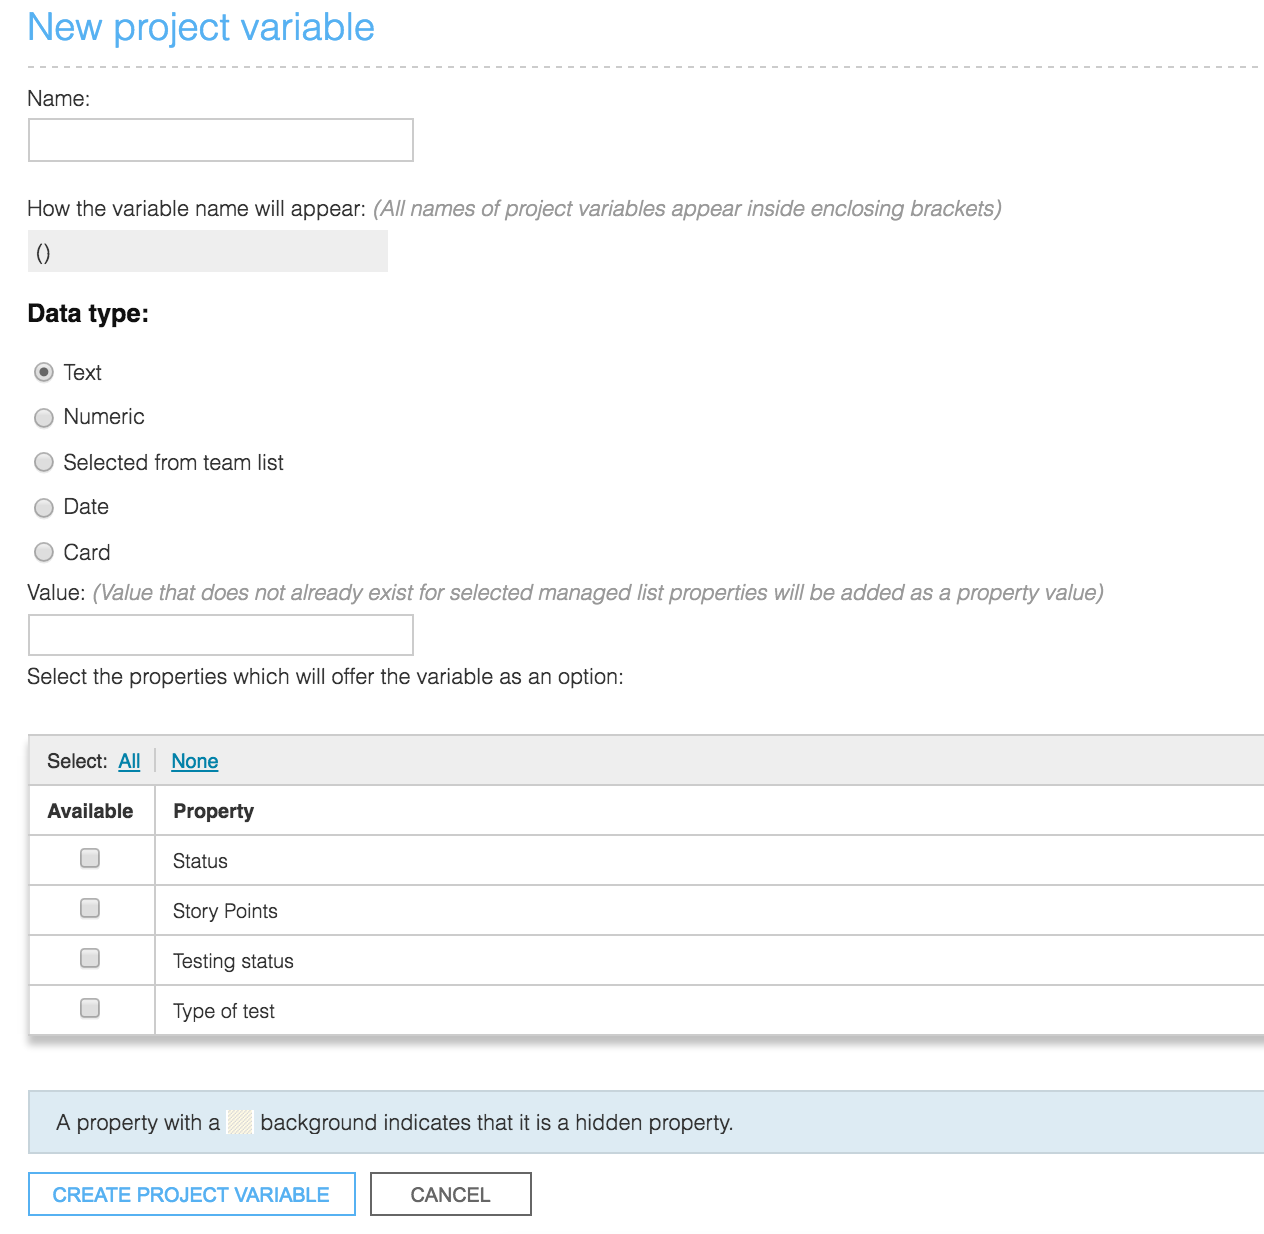 New project variable
Name:
How the variable name will appear: (All names of project variables appear inside enclosing brackets)
()
Data type:
Text
Numeric
Selected from team list
Date
Card
Value: (Value that does not already exist for selected managed list properties will be added as a property value)
Select the properties which will offer the variable as an option:
Select: All None
Available Property
Status
Story Points
Testing status
Type of test
A property with a background indicates that it is a hidden property.
CREATE PROJECT VARIABLE CANCEL